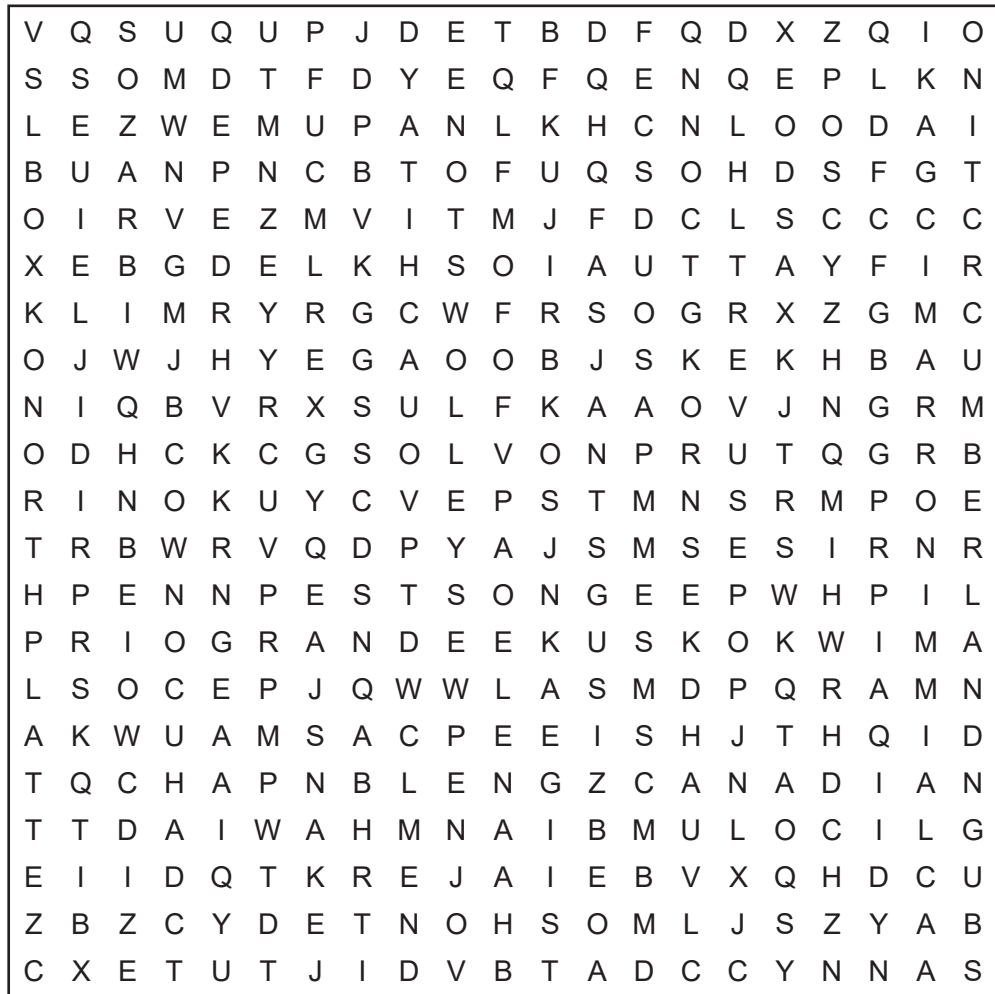 V Q S U Q U P J D E T B D F Q D X Z Q I O
S S O M D T F D Y E Q F Q E N Q E P L K N
L E Z W E M U P A N L K H C N L O O D A I
B U A N P N C B T O F U Q S O H D S F G T
O I R V E Z M V I T M J F D C L S C C C C
X E B G D E L K H S O I A U T T A Y F I R
K L I M R Y R G C W F R S O G R X Z G M C
O J W J H Y E G A O O B J S K E K H B A U
N I Q B V R X S U L F K A A O V J N G R M
O D H C K C G S O L V O N P R U T Q G R B
R I N O K U Y C V E P S T M N S R M P O E
T R B W R V Q D P Y A J S M S E S I R N R
H P E N N P E S T S O N G E E P W H P I L
P R I O G R A N D E E K U S K O K W I M A
L S O C E P J Q W W L A S M D P Q R A M N
A K W U A M S A C P E E I S H J T H Q I D
T Q C H A P N B L E N G Z C A N A D I A N
T T D A I W A H M N A I B M U L O C I L G
E I I D Q T K R E J A I E B V X Q H D C U
Z B Z C Y D E T N O H S O M L J S Z Y A B
C X E T U T J I D V B T A D C C Y N N A S